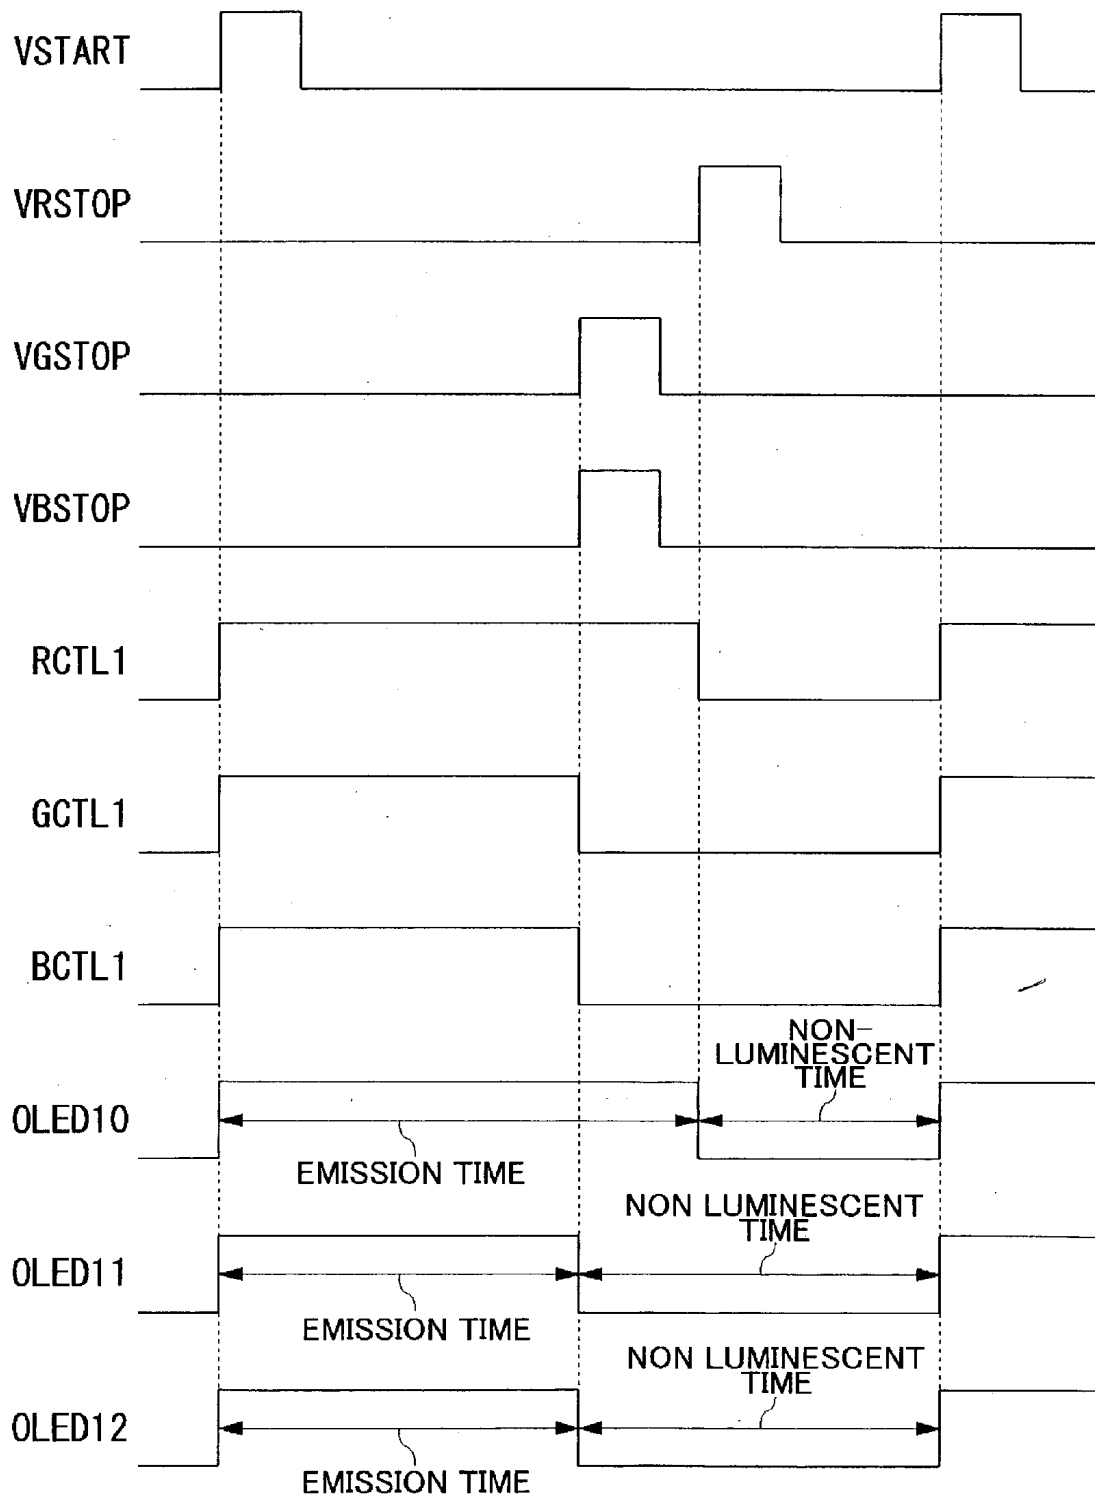 VSTART
VRSTOP
VGSTOP
VBSTOP
RCTL1
GCTL1
BCTL1
NON-
LUMINESCENT
TIME
OLED10
EMISSION TIME
NON LUMINESCENT
TIME
OLED11
EMISSION TIME
NON LUMINESCENT
TIME
OLED12
EMISSION TIME